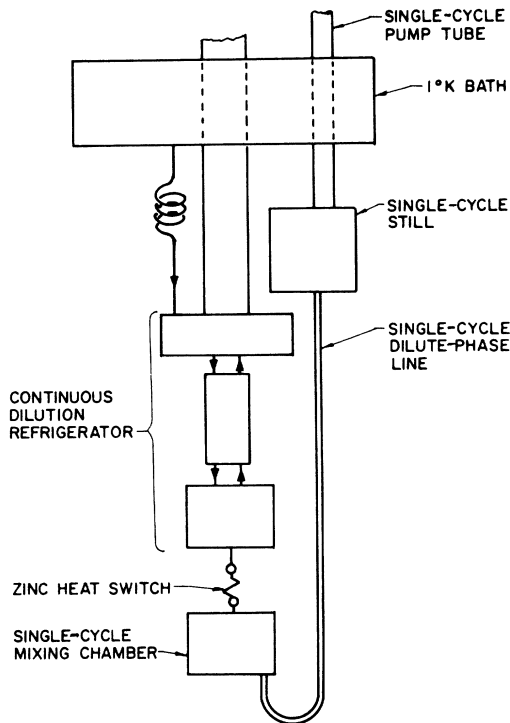 SINGLE-CYCLE
PUMP TUBE
1°K BATH
SINGLE-CYCLE
STILL
SINGLE-CYCLE
DILUTE-PHASE
LINE
CONTINUOUS
DILUTION
REFRIGERATOR
ZINC HEAT SWITCH
SINGLE-CYCLE
MIXING CHAMBER